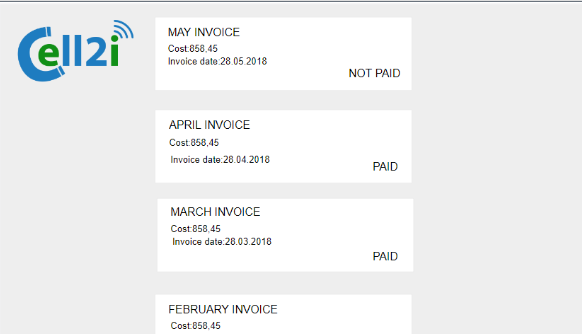 Cell2i
MAY INVOICE
Cost:858,45
Invoice date:28.05.2018
NOT PAID
APRIL INVOICE
Cost:858,45
Invoice date:28.04.2018
PAID
MARCH INVOICE
Cost:858,45
Invoice date:28.03.2018
PAID
FEBRUARY INVOICE
Cost:858,45